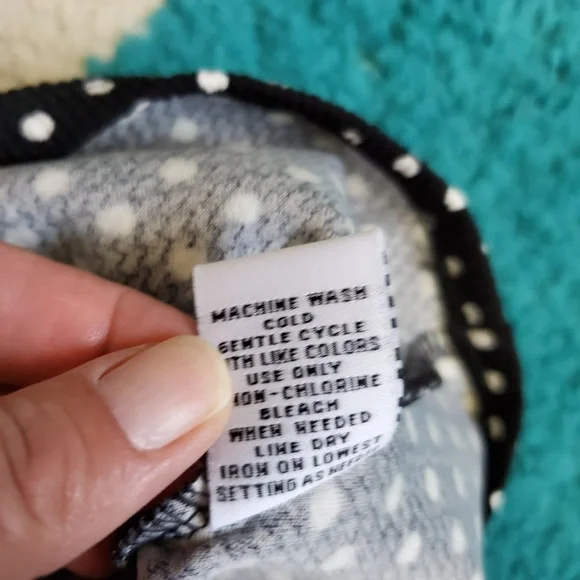 MACHINE WASH
COLD
GENTLE CYCLE
ITH LIKE COLORS
USE ONLY
NON-CHLORINE
BLEACH
WHEN NEEDED
LINE DRY
IRON ON LOWEST
SETTING AS NEEDE